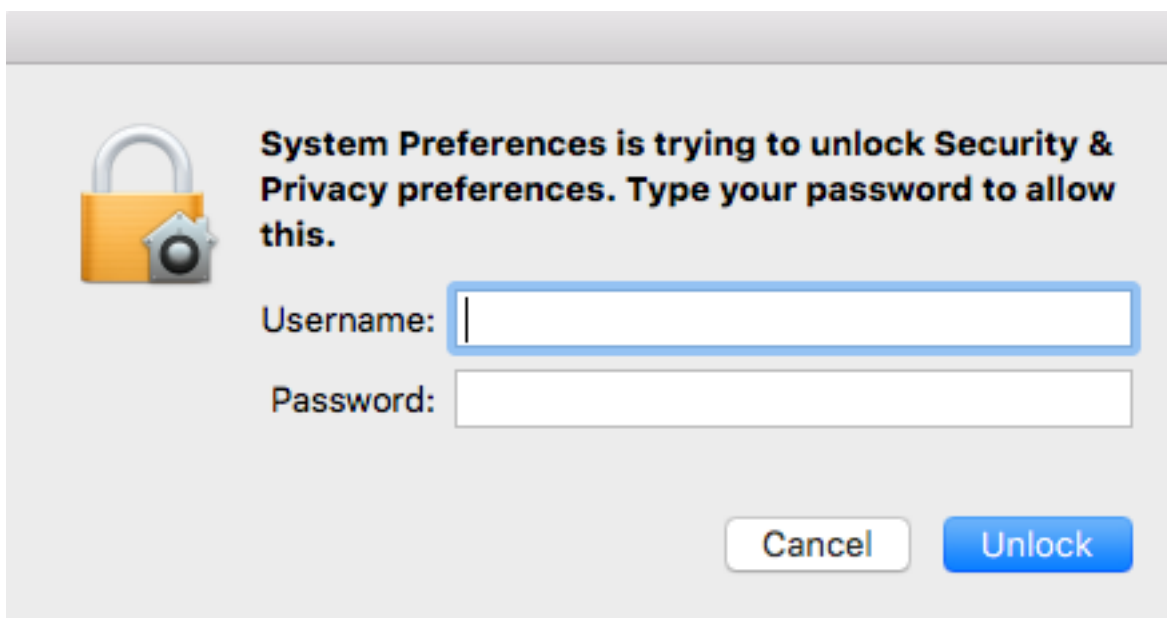 System Preferences is trying to unlock Security &
Privacy preferences. Type your password to allow
this.
Username:
Password:
Cancel
Unlock